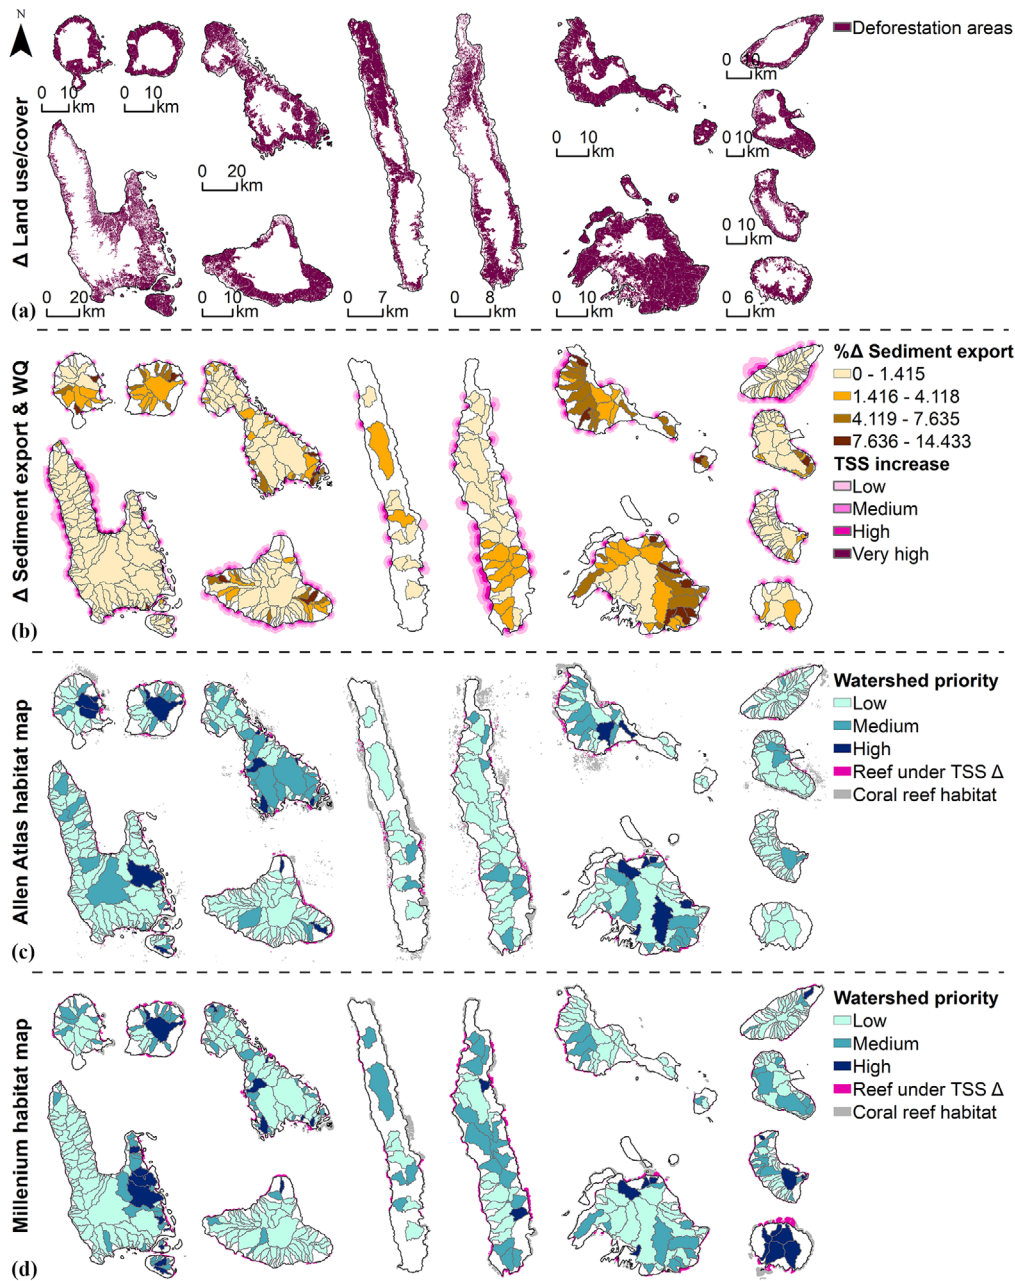 N
Δ Land use/cover
(a)
0 10
km
0 10
km
0 20
km
0 20
km
0 10
km
0 7
km
0 8
km
0 10
km
0 10
km
0 10
km
0 10
km
0 10
km
0 6
km
Deforestation areas
Δ Sediment export & WQ
(b)
%Δ Sediment export
0 - 1.415
1.416 - 4.118
4.119 - 7.635
7.636 - 14.433
TSS increase
Low
Medium
High
Very high
Allen Atlas habitat map
(c)
Watershed priority
Low
Medium
High
Reef under TSS Δ
Coral reef habitat
Millenium habitat map
(d)
Watershed priority
Low
Medium
High
Reef under TSS Δ
Coral reef habitat